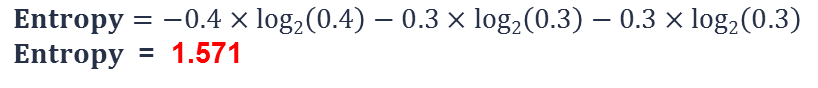 Entropy = −0.4 × log₂(0.4) − 0.3 × log₂(0.3) − 0.3 × log₂(0.3)
Entropy = 1.571